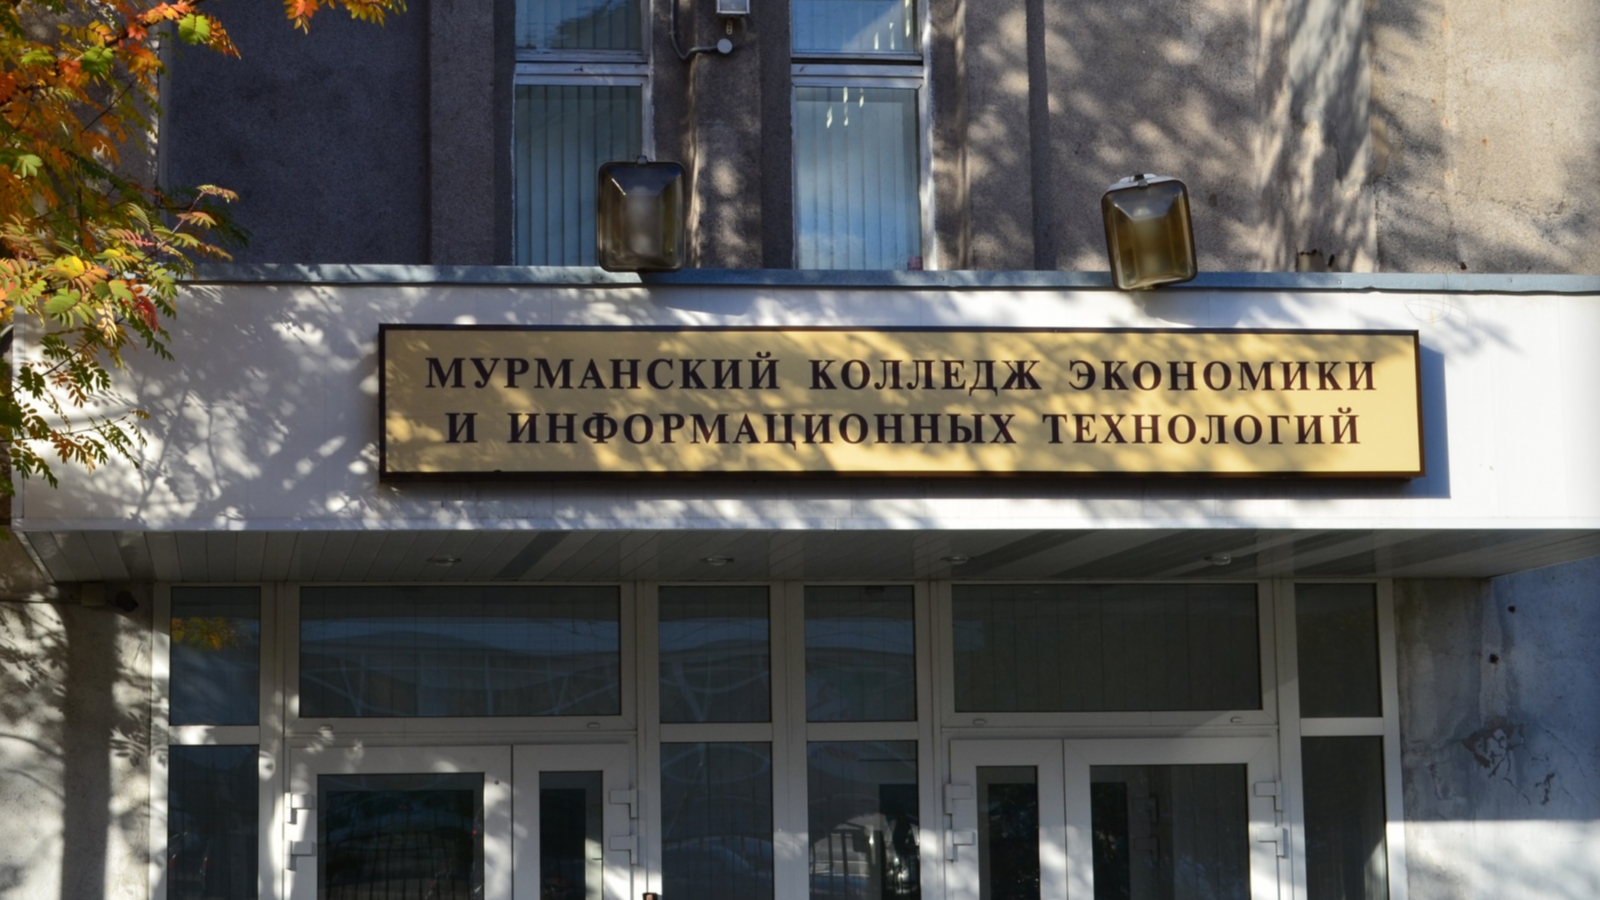 МУРМАНСКИЙ КОЛЛЕДЖ ЭКОНОМИКИ
И ИНФОРМАЦИОННЫХ ТЕХНОЛОГИЙ